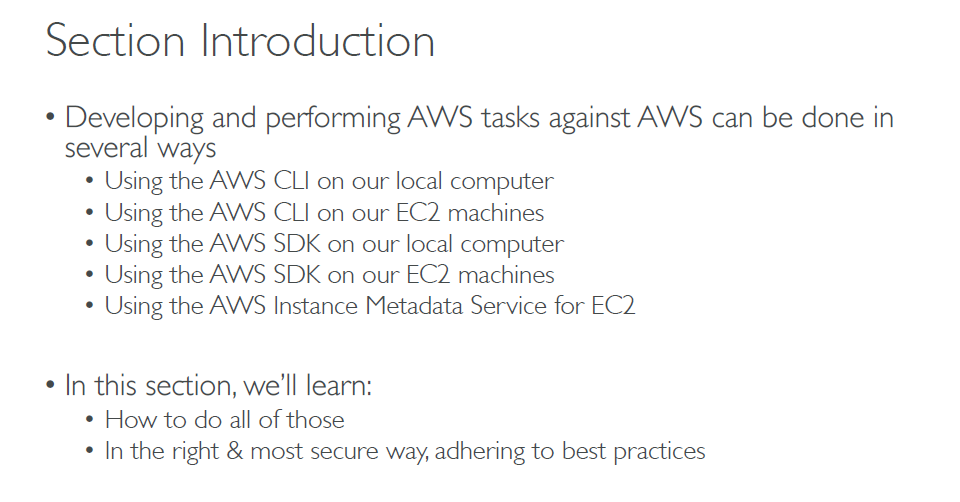 Section Introduction
• Developing and performing AWS tasks against AWS can be done in
several ways
• Using the AWS CLI on our local computer
• Using the AWS CLI on our EC2 machines
• Using the AWS SDK on our local computer
• Using the AWS SDK on our EC2 machines
• Using the AWS Instance Metadata Service for EC2
• In this section, we’ll learn:
• How to do all of those
• In the right & most secure way, adhering to best practices